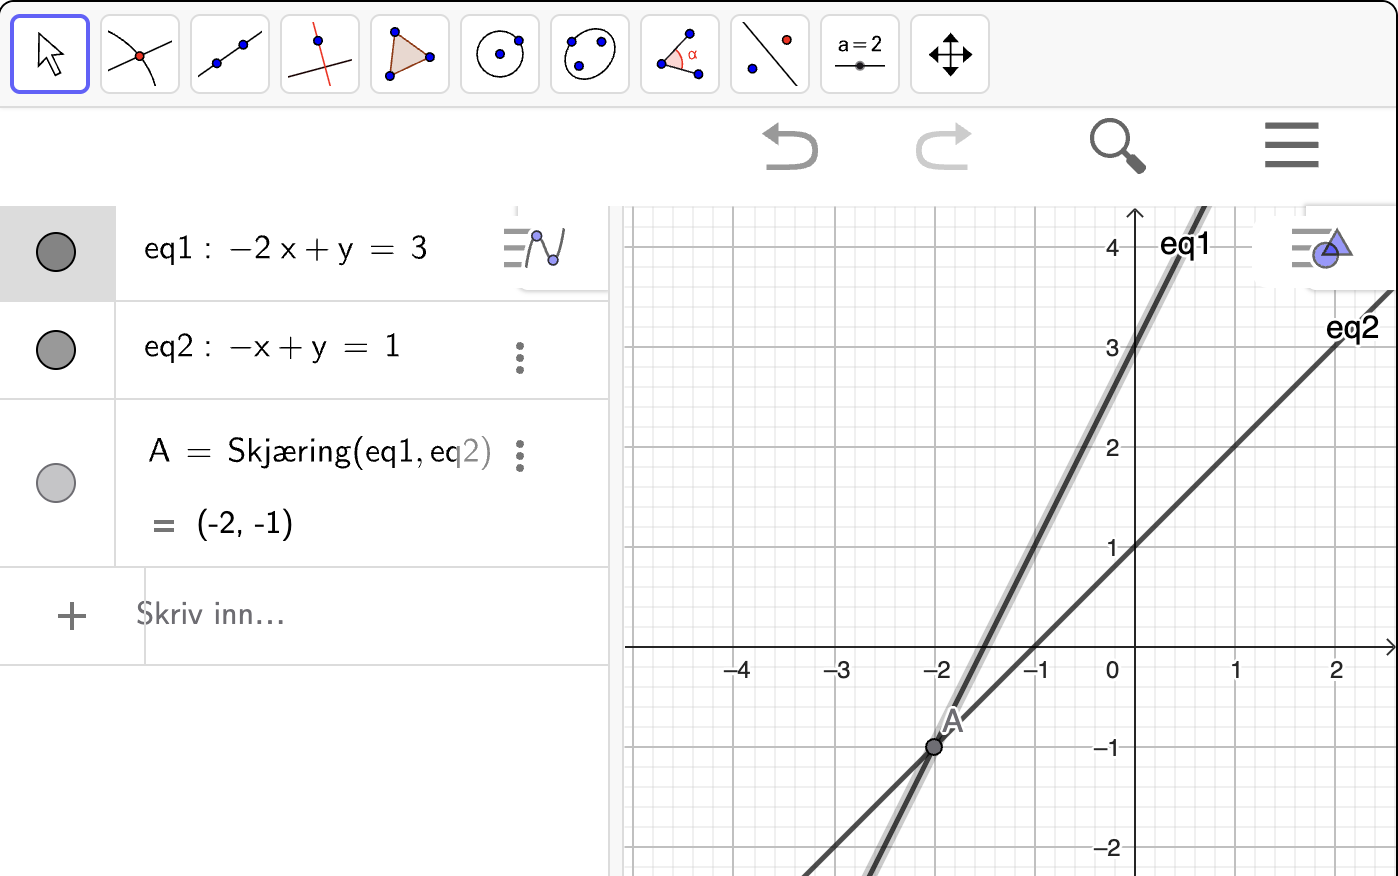 α
a = 2
eq1 : −2 x + y = 3
eq2 : −x + y = 1
A = Skjæring(eq1, eq2)
= (-2, -1)
+ Skriv inn…
4
eq1
eq2
3
2
1
−4 −3 −2 −1 0 1 2
A
−1
−2